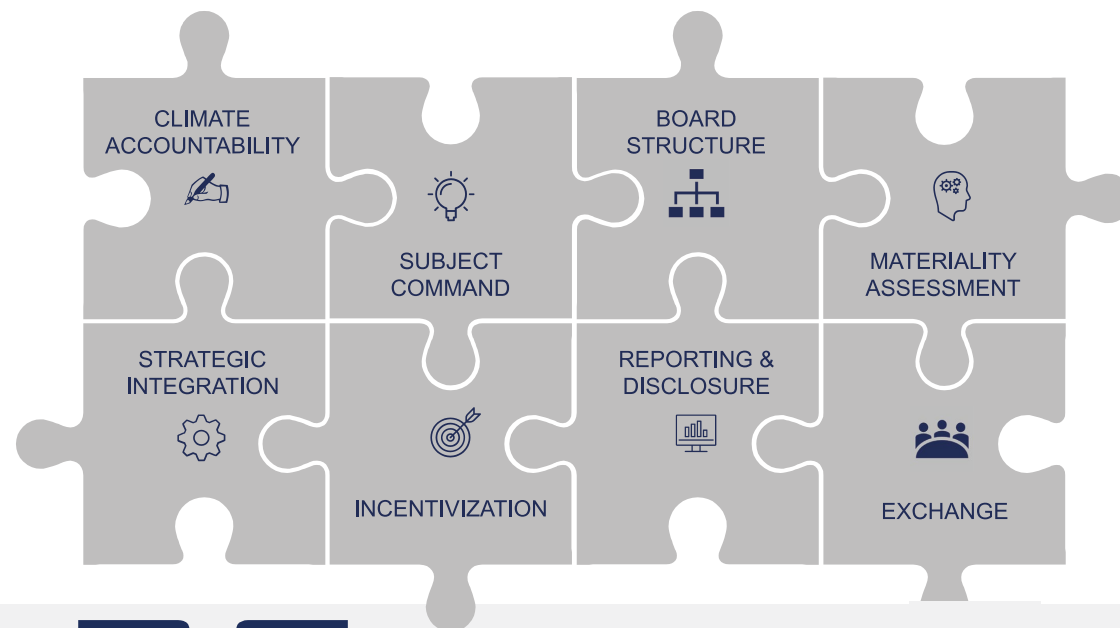 CLIMATE
ACCOUNTABILITY
SUBJECT
COMMAND
BOARD
STRUCTURE
MATERIALITY
ASSESSMENT
STRATEGIC
INTEGRATION
INCENTIVIZATION
REPORTING &
DISCLOSURE
EXCHANGE